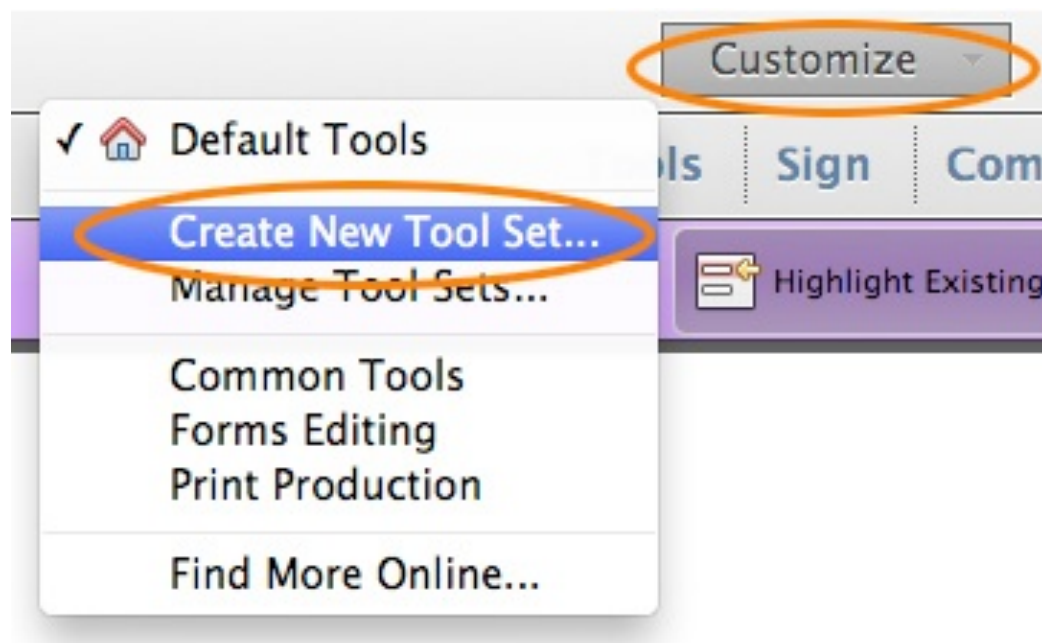 Customize
✓ Default Tools
Sign
Create New Tool Set...
Highlight Existing
Manage Tool Sets...
Common Tools
Forms Editing
Print Production
Find More Online...